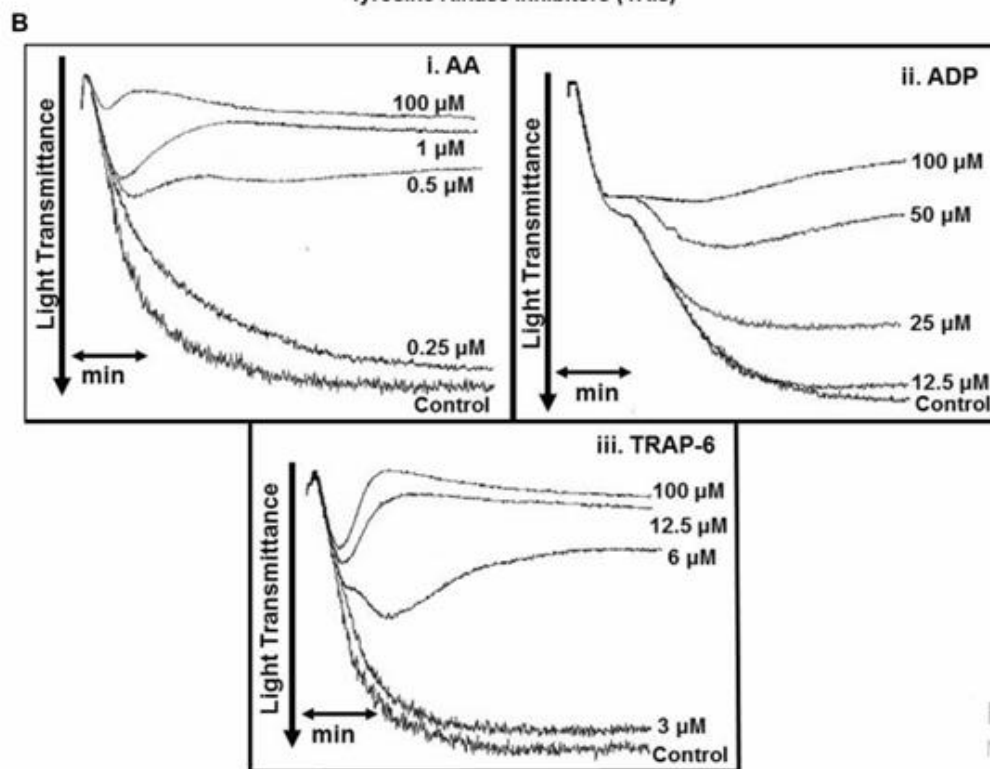 B
i. AA
100 µM
1 µM
0.5 µM
0.25 µM
Control
Light Transmittance
min
ii. ADP
100 µM
50 µM
25 µM
12.5 µM
Control
Light Transmittance
min
iii. TRAP-6
100 µM
12.5 µM
6 µM
3 µM
Control
Light Transmittance
min